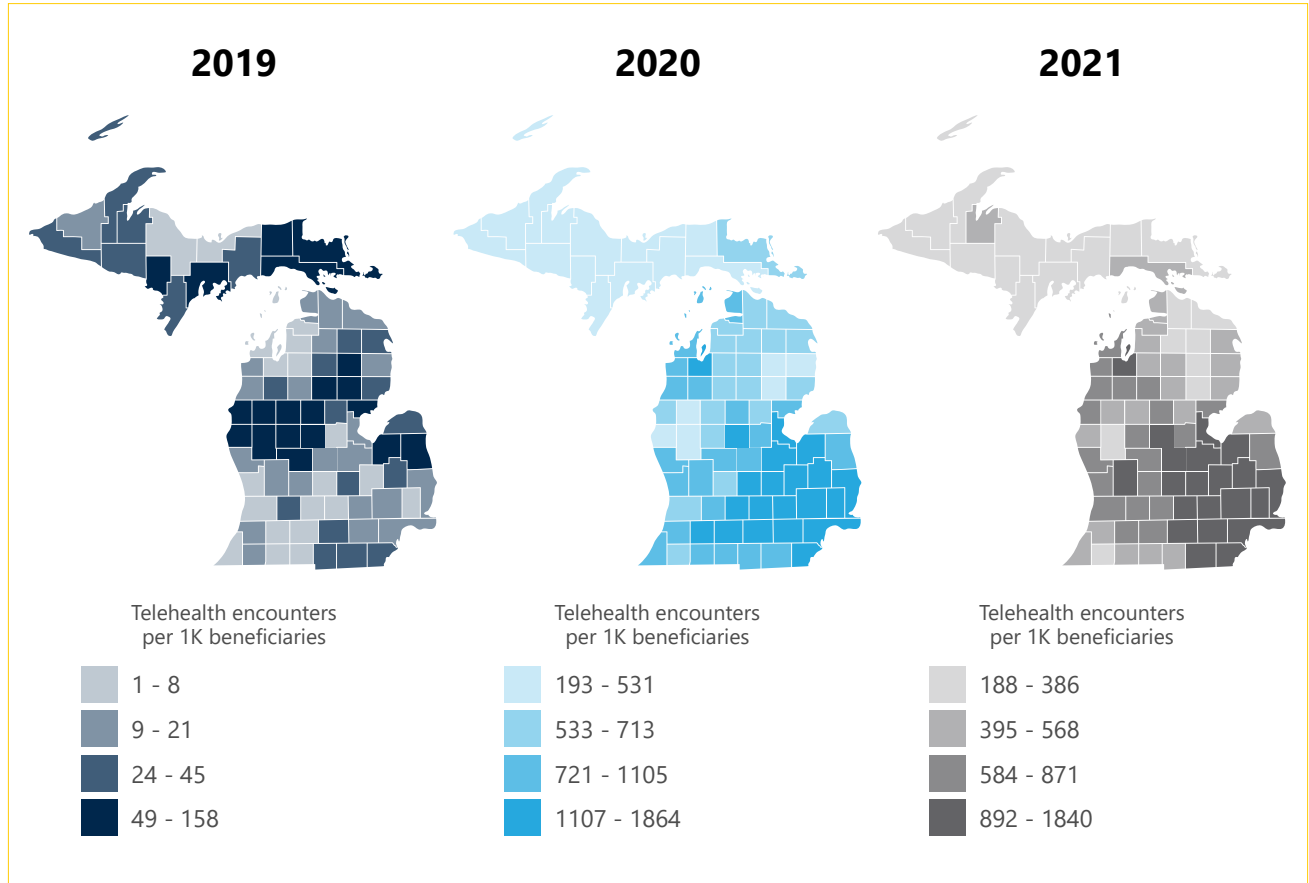 2019
2020
2021
Telehealth encounters
per 1K beneficiaries
1 - 8
9 - 21
24 - 45
49 - 158
Telehealth encounters
per 1K beneficiaries
193 - 531
533 - 713
721 - 1105
1107 - 1864
Telehealth encounters
per 1K beneficiaries
188 - 386
395 - 568
584 - 871
892 - 1840